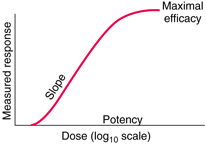 Maximal
efficacy
Measured response
Slope
Potency
Dose (log10 scale)